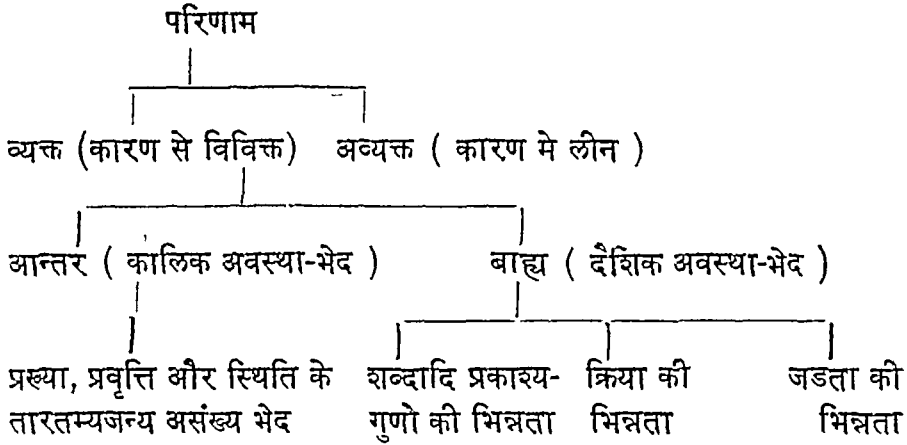 परिणाम
व्यक्त (कारण से विविक्त) अव्यक्त ( कारण मे लीन )
आन्तर ( कालिक अवस्था-भेद ) बाह्य ( दैशिक अवस्था-भेद )
प्रख्या, प्रवृत्ति और स्थिति के शब्दादि प्रकाश्य- क्रिया की जडता की
तारतम्यजन्य असंख्य भेद गुणो की भिन्नता भिन्नता भिन्नता